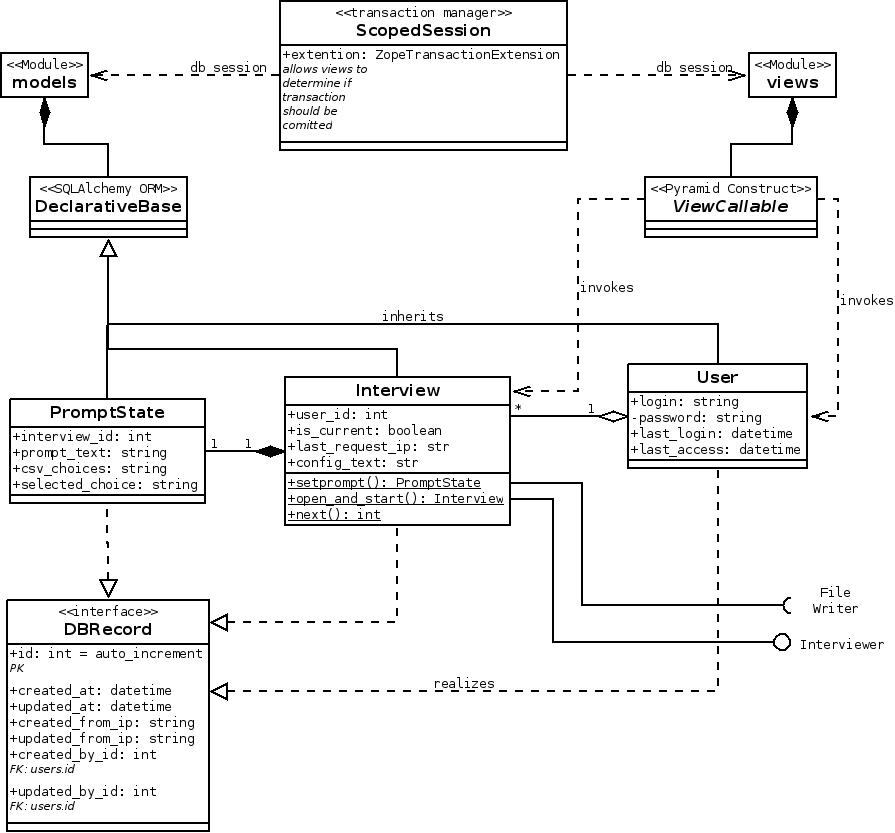 <<transaction manager>>
ScopedSession
+extention: ZopeTransactionExtension
allows views to
determine if
transaction
should be
comitted
<<Module>>
models
db session
db session
<<Module>>
views
<<SQLAlchemy ORM>>
DeclarativeBase
<<Pyramid Construct>>
ViewCallable
invokes
invokes
inherits
PromptState
+interview_id: int
+prompt_text: string
+csv_choices: string
+selected_choice: string
1
1
Interview
+user_id: int
+is_current: boolean
+last_request_ip: str
+config_text: str
+setprompt(): PromptState
+open_and_start(): Interview
+next(): int
*
1
User
+login: string
-password: string
+last_login: datetime
+last_access: datetime
<<interface>>
DBRecord
+id: int = auto_increment
PK
+created_at: datetime
+updated_at: datetime
+created_from_ip: string
+updated_from_ip: string
+created_by_id: int
FK: users.id
+updated_by_id: int
FK: users.id
realizes
File
Writer
Interviewer